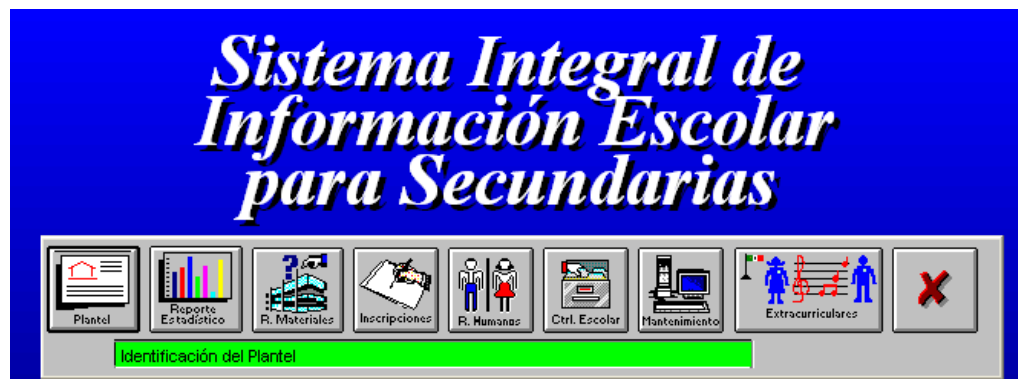 Sistema Integral de
Información Escolar
para Secundarias
Plantel
Reporte
Estadístico
R. Materiales
Inscripciones
R. Humanos
Ctrl. Escolar
Mantenimiento
Extracurriculares
Identificación del Plantel